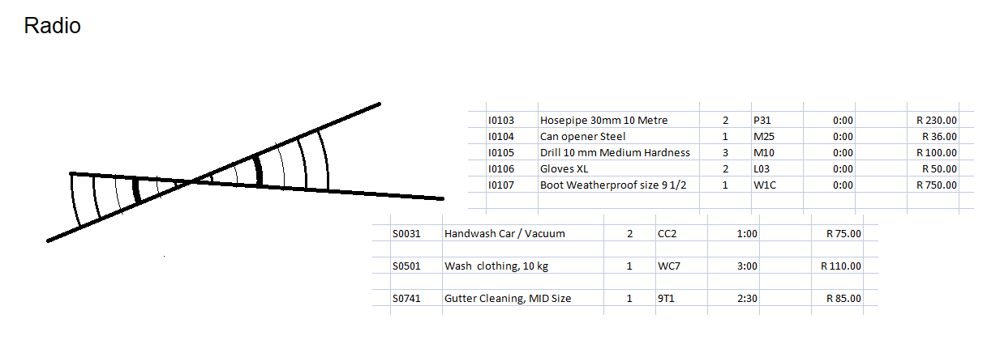 Radio
I0103 Hosepipe 30mm 10 Metre 2 P31 0:00 R 230.00
I0104 Can opener Steel 1 M25 0:00 R 36.00
I0105 Drill 10 mm Medium Hardness 3 M10 0:00 R 100.00
I0106 Gloves XL 2 L03 0:00 R 50.00
I0107 Boot Weatherproof size 9 1/2 1 W1C 0:00 R 750.00
S0031 Handwash Car / Vacuum 2 CC2 1:00 R 75.00
S0501 Wash clothing, 10 kg 1 WC7 3:00 R 110.00
S0741 Gutter Cleaning, MID Size 1 9T1 2:30 R 85.00